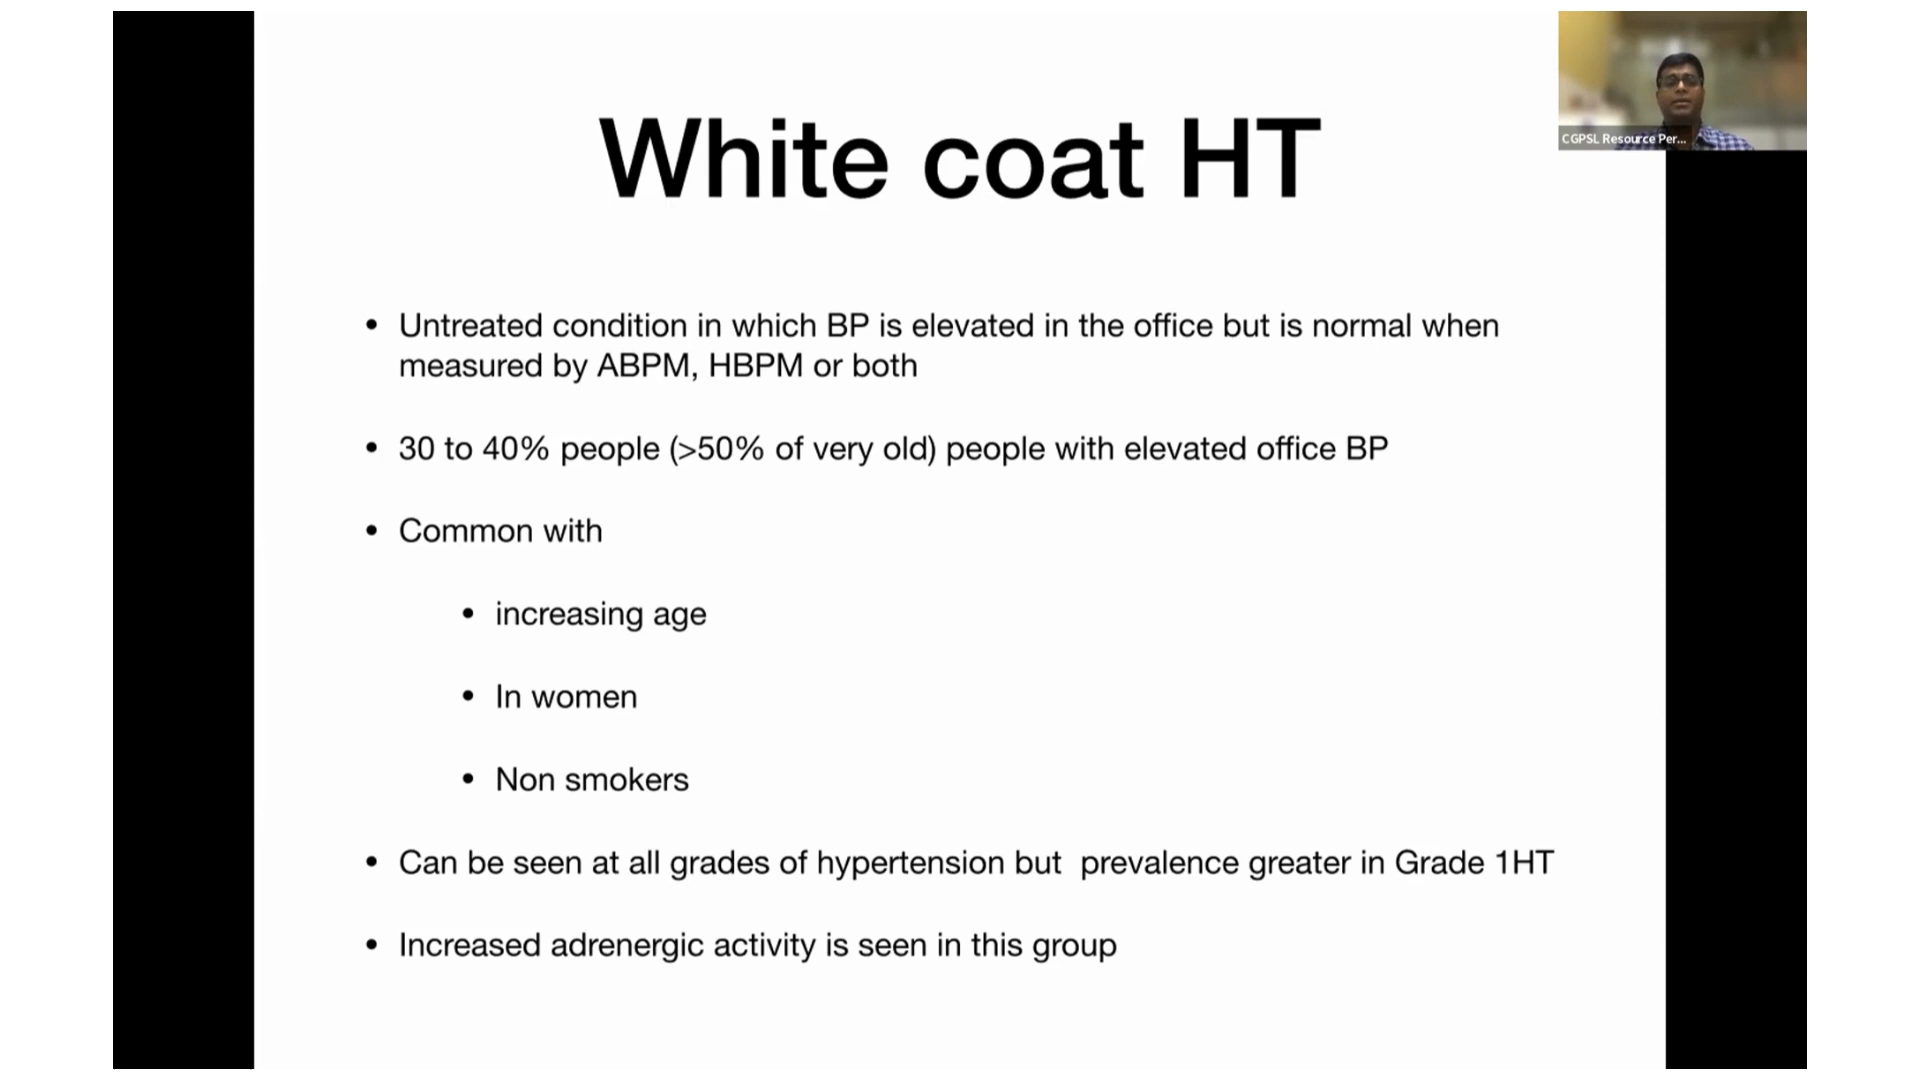 White coat HT
CGPSL Resource Per...
• Untreated condition in which BP is elevated in the office but is normal when
measured by ABPM, HBPM or both
• 30 to 40% people (>50% of very old) people with elevated office BP
• Common with
• increasing age
• In women
• Non smokers
• Can be seen at all grades of hypertension but  prevalence greater in Grade 1HT
• Increased adrenergic activity is seen in this group